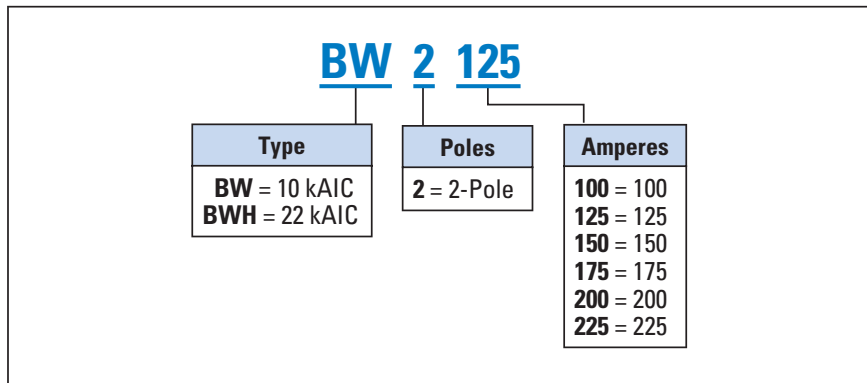 BW 2 125
Type
BW = 10 kAIC
BWH = 22 kAIC
Poles
2 = 2-Pole
Amperes
100 = 100
125 = 125
150 = 150
175 = 175
200 = 200
225 = 225